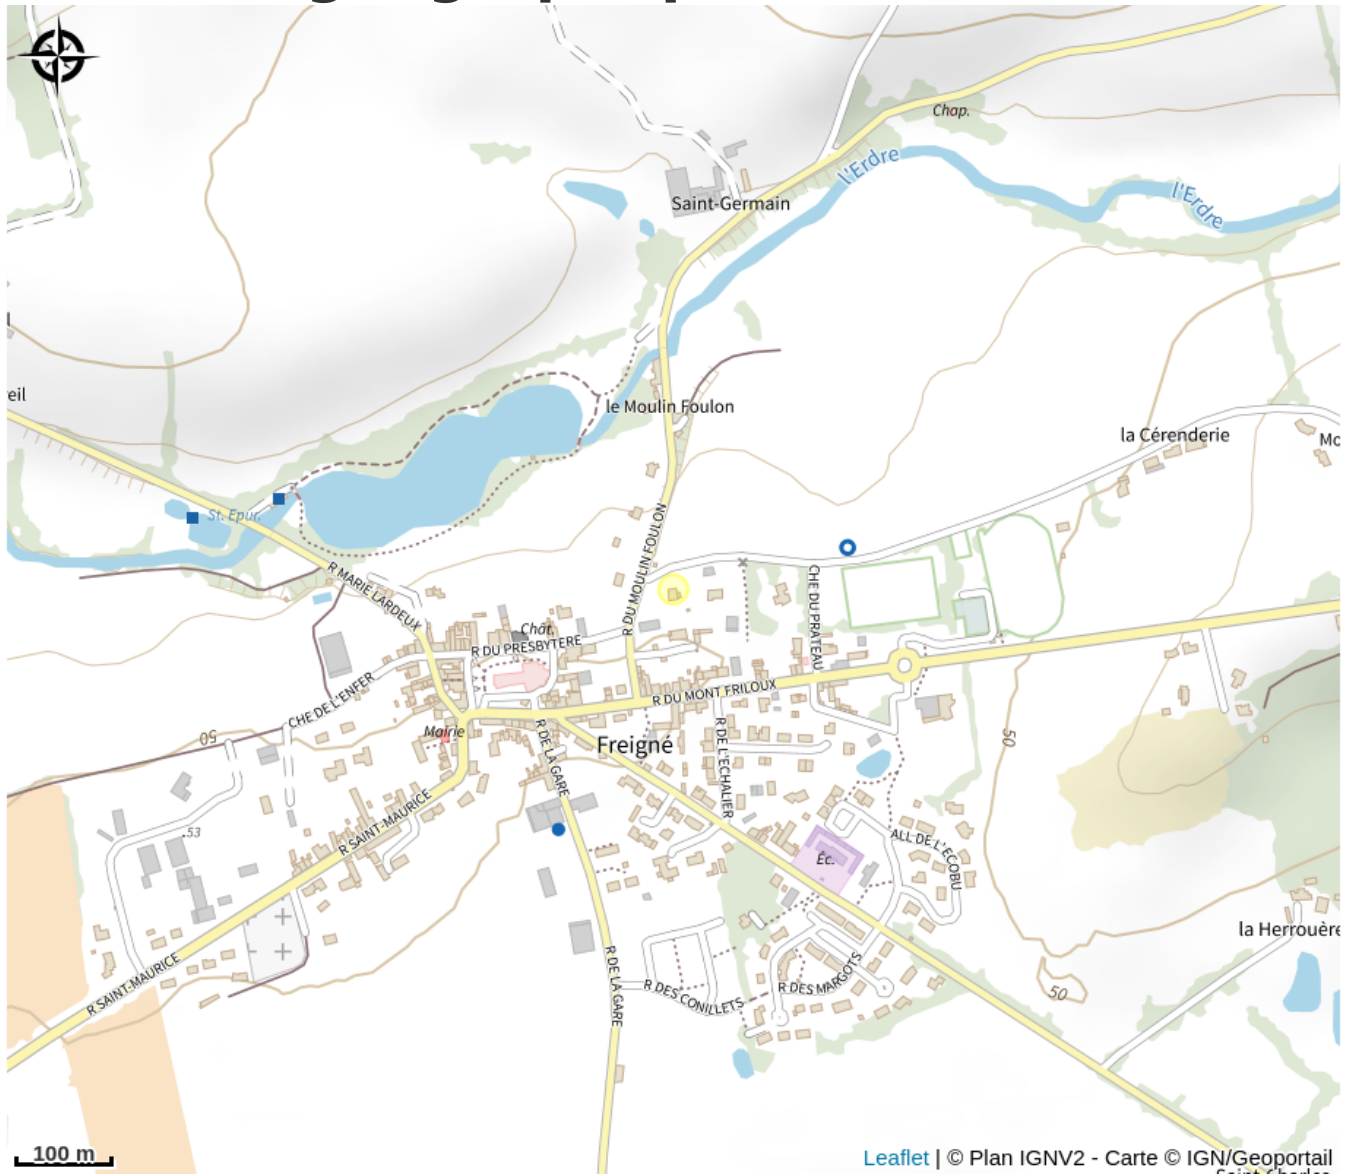 Chap.
l'Erdre
l'Erdre
Saint-Germain
eil
le Moulin Foulon
la Cérenderie
Mo
St. Epur.
R DU MOULIN FOULON
R MARIE LARDEUX
CHE DU PRATEAU
Chât.
R DU PRESBYTERE
CHE DE L'ENFER
R DU MONT FRILOUX
50
Mairie
R DE LA GARE
Freigné
R DE L'ECHALIER
50
53
R SAINT-MAURICE
Éc.
ALL DE L'ECOBU
la Herrouère
R SAINT-MAURICE
R DE LA GARE
R DES CONILLETS
R DES MARGOTS
50
100 m
Leaflet | © Plan IGNV2 - Carte © IGN/Geoportail